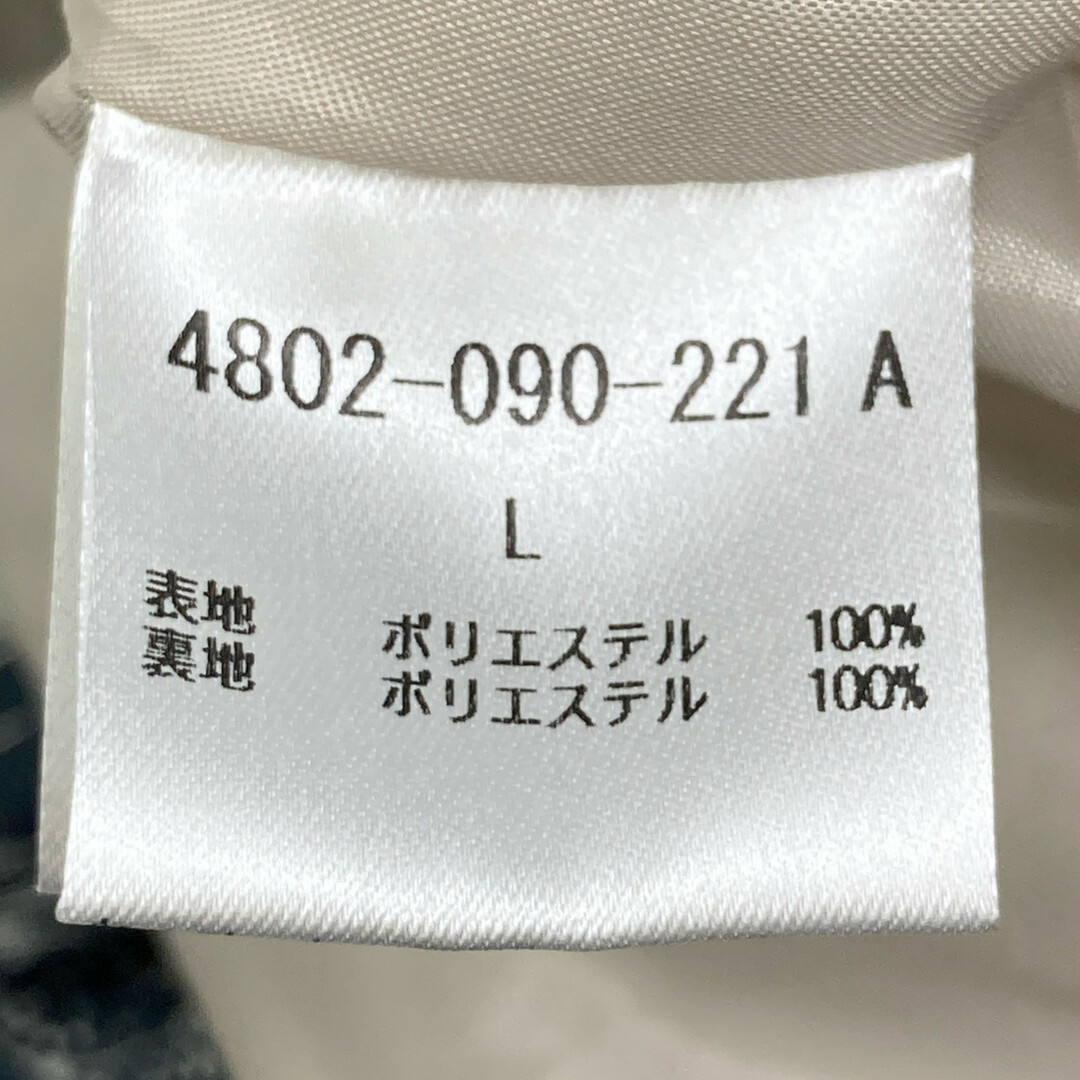 4802-090-221 A
L
表地 ポリエステル 100%
裏地 ポリエステル 100%